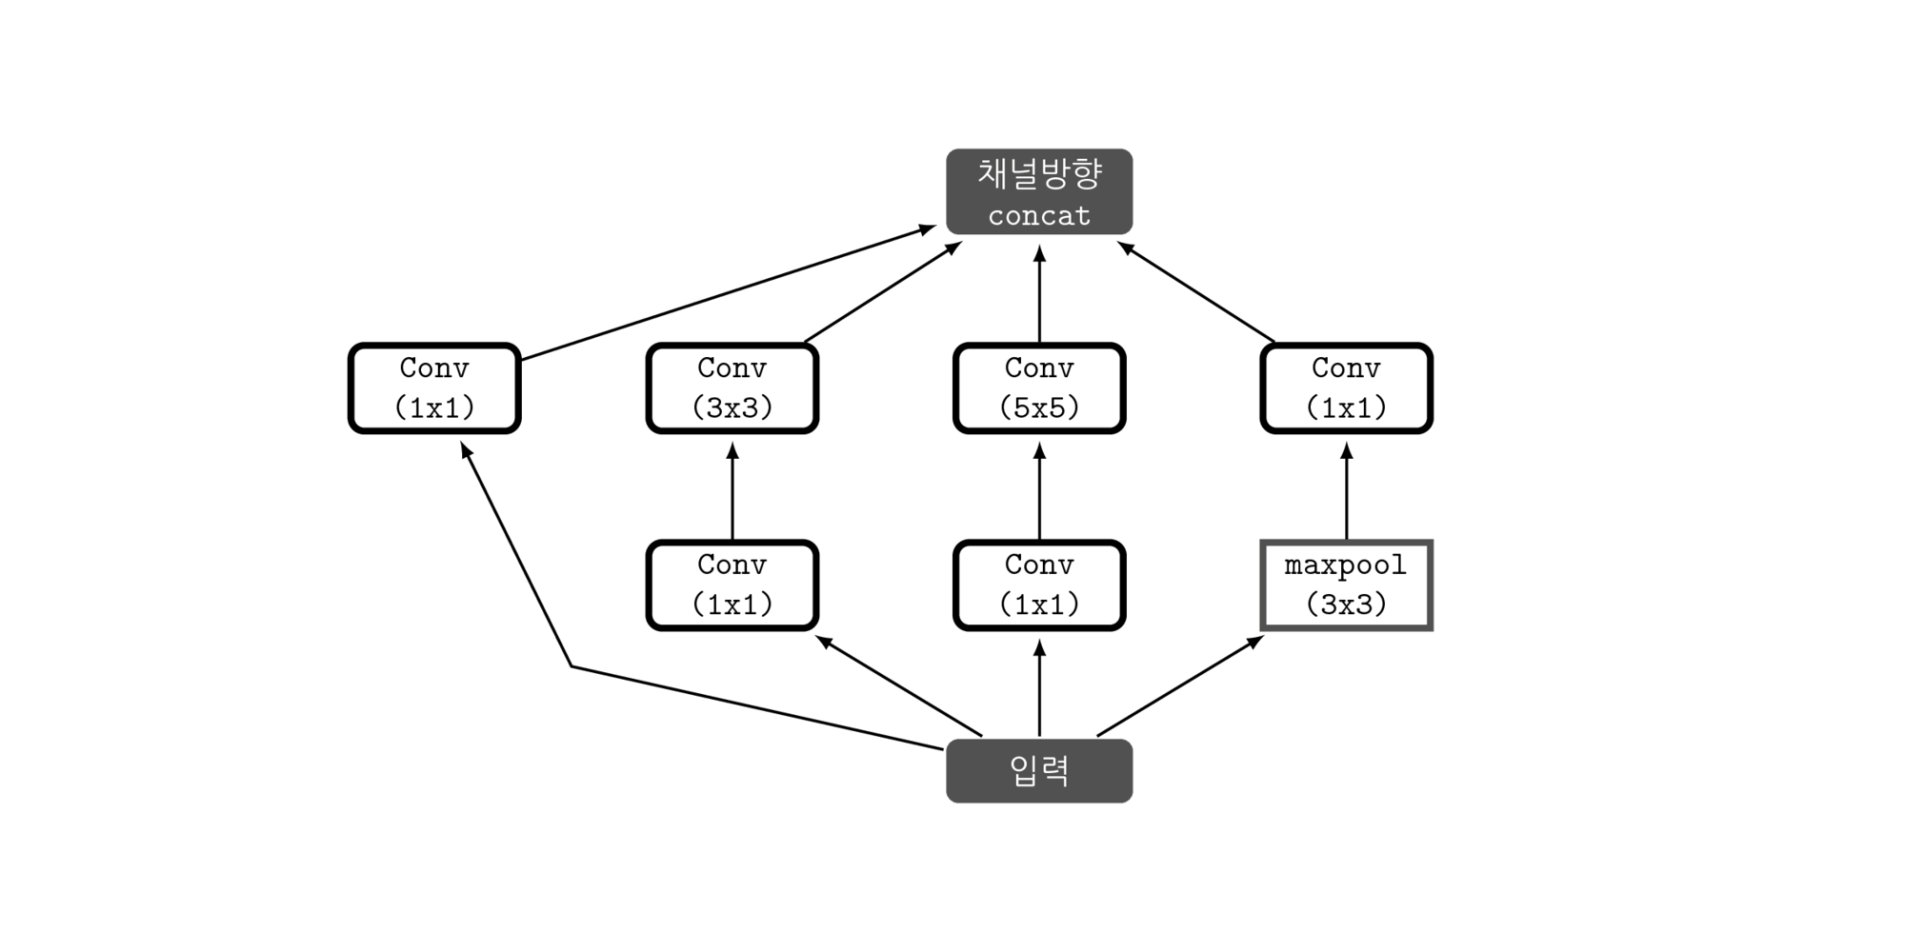 채널방향
concat
Conv
(1x1)
Conv
(3x3)
Conv
(5x5)
Conv
(1x1)
Conv
(1x1)
Conv
(1x1)
maxpool
(3x3)
입력